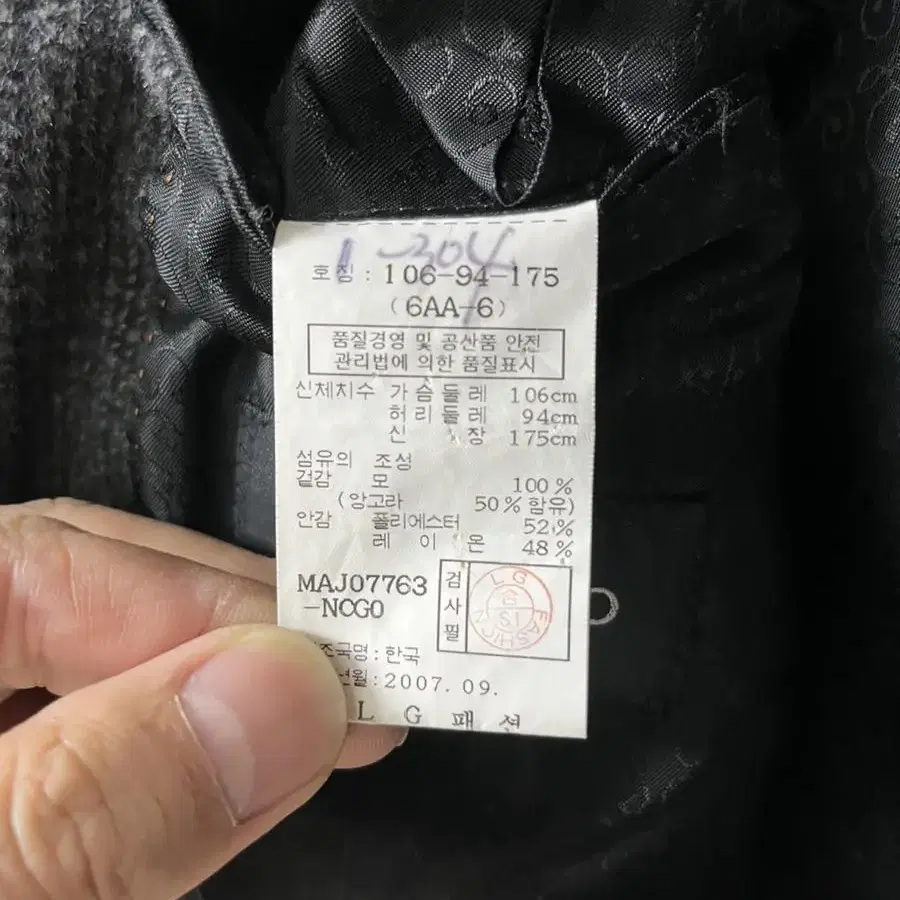 1 304
호칭 : 106-94-175
(6AA-6)
품질경영 및 공산품 안전
관리법에 의한 품질표시
신체치수 가슴둘레 106cm
허리둘레 94cm
신 장 175cm
섬유의 조성
겉감 모 100%
(앙고라 50%함유)
안감 폴리에스터 52%
레 이 온 48%
MAJ07763
-NCG0
검사필
LG FASHION
합
조국명 : 한국
년월 : 2007. 09.
L G 패션